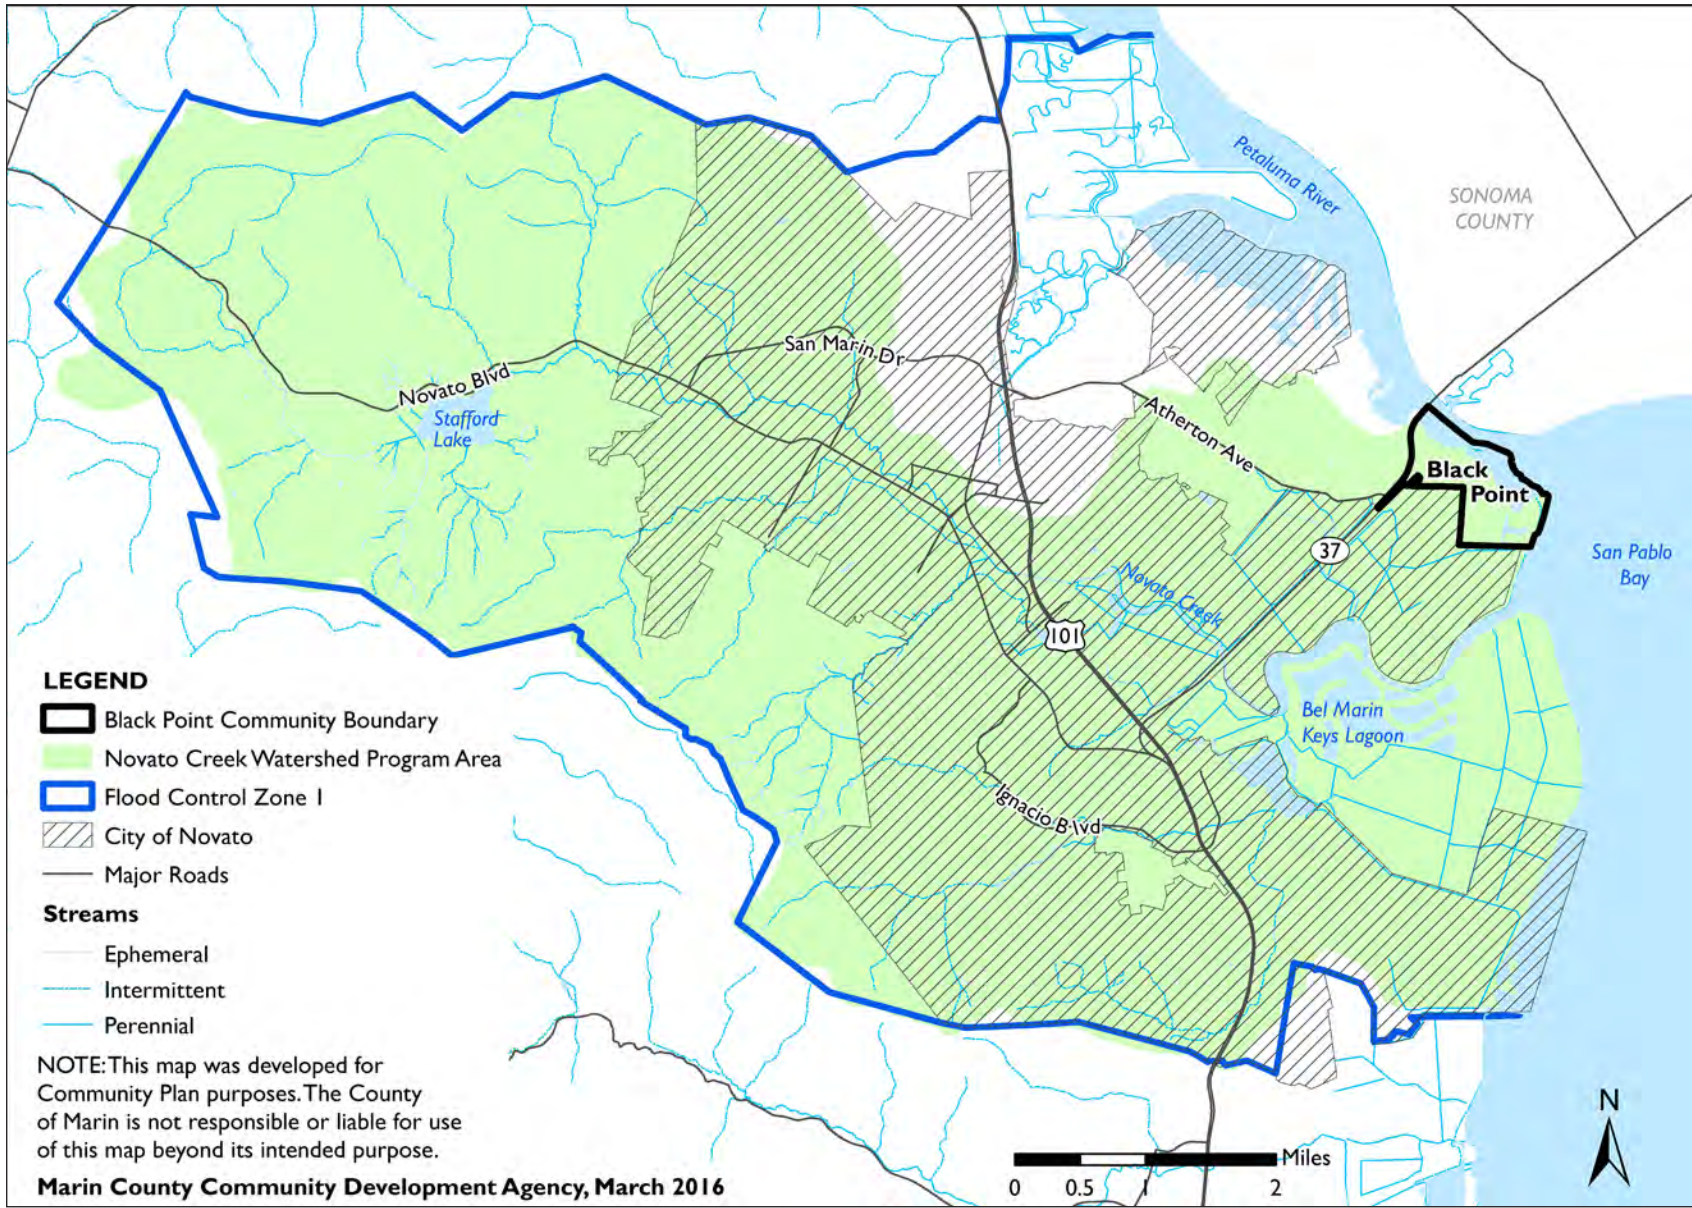 Petaluma River
SONOMA
COUNTY
San Marin Dr
Novato Blvd
Stafford
Lake
Atherton Ave
Black
Point
37
Novato Creek
San Pablo
Bay
101
Bel Marin
Keys Lagoon
Ignacio Blvd
LEGEND
Black Point Community Boundary
Novato Creek Watershed Program Area
Flood Control Zone 1
City of Novato
Major Roads
Streams
Ephemeral
Intermittent
Perennial
NOTE: This map was developed for
Community Plan purposes. The County
of Marin is not responsible or liable for use
of this map beyond its intended purpose.
Marin County Community Development Agency, March 2016
N
Miles
0 0.5 1 2